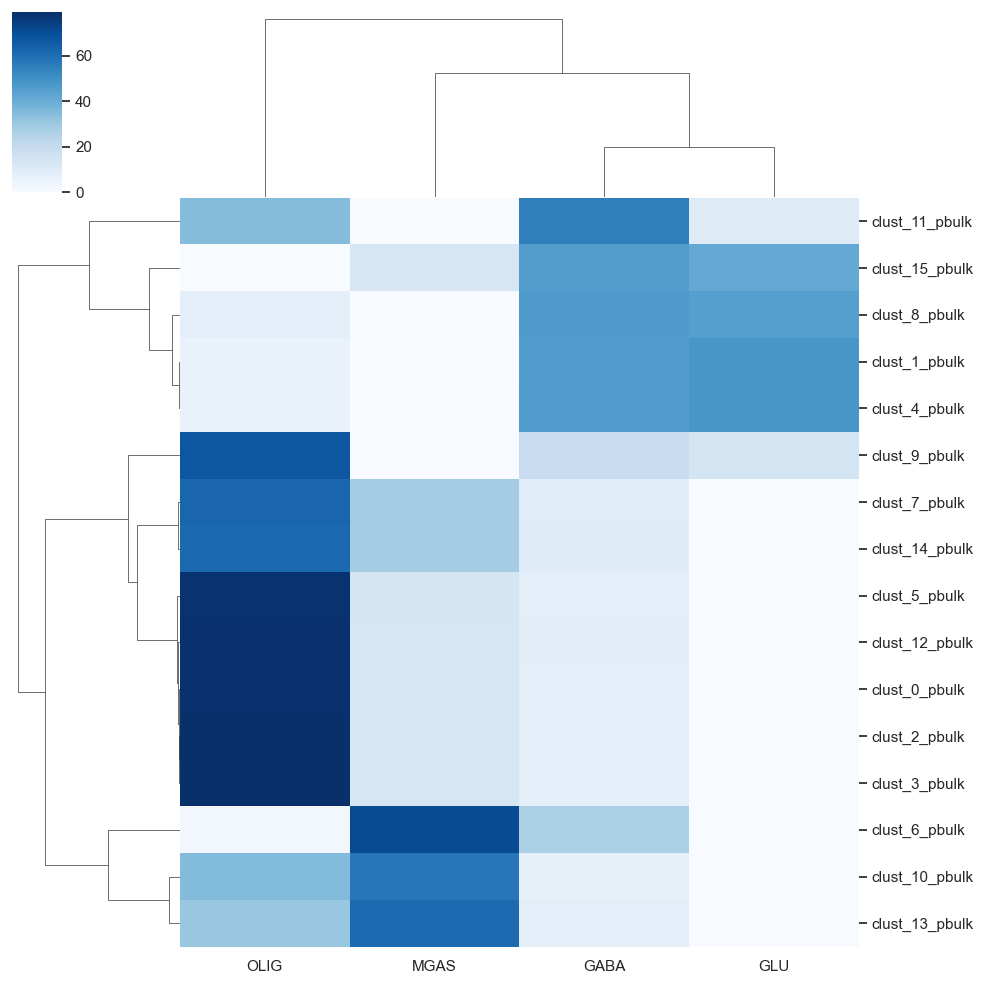 60
40
20
0
clust_11_pbulk
clust_15_pbulk
clust_8_pbulk
clust_1_pbulk
clust_4_pbulk
clust_9_pbulk
clust_7_pbulk
clust_14_pbulk
clust_5_pbulk
clust_12_pbulk
clust_0_pbulk
clust_2_pbulk
clust_3_pbulk
clust_6_pbulk
clust_10_pbulk
clust_13_pbulk
OLIG MGAS GABA GLU